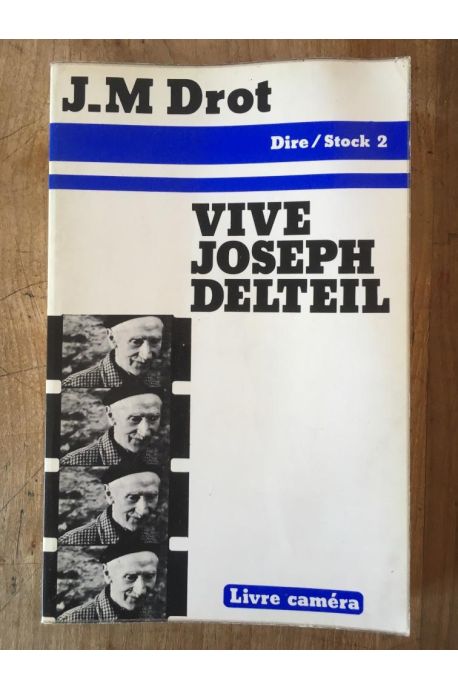 J-M Drot
Dire/Stock 2
VIVE
JOSEPH
DELTEIL
Livre caméra